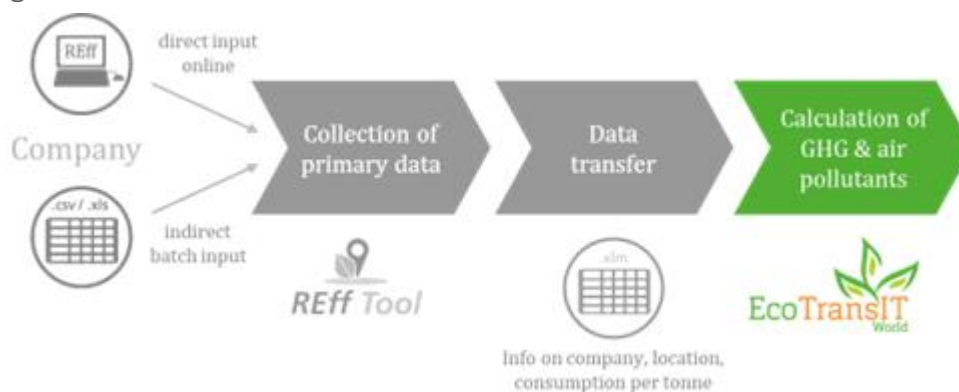 REff
direct input
online
Company
.csv / .xls
indirect
batch input
Collection of
primary data
Data
transfer
Calculation of
GHG & air
pollutants
REff Tool
.xlm
Info on company, location,
consumption per tonne
EcoTransIT
World